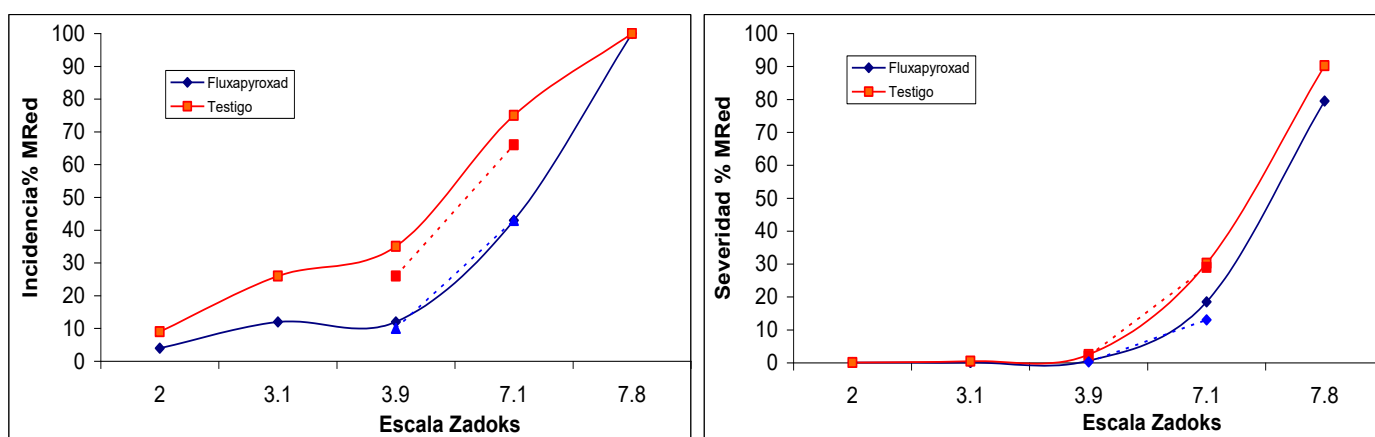 Incidencia% MRed
100
90
80
70
60
50
40
30
20
10
0
Fluxapyroxad
Testigo
2 3.1 3.9 7.1 7.8
Escala Zadoks
Severidad % MRed
100
90
80
70
60
50
40
30
20
10
0
Fluxapyroxad
Testigo
2 3.1 3.9 7.1 7.8
Escala Zadoks